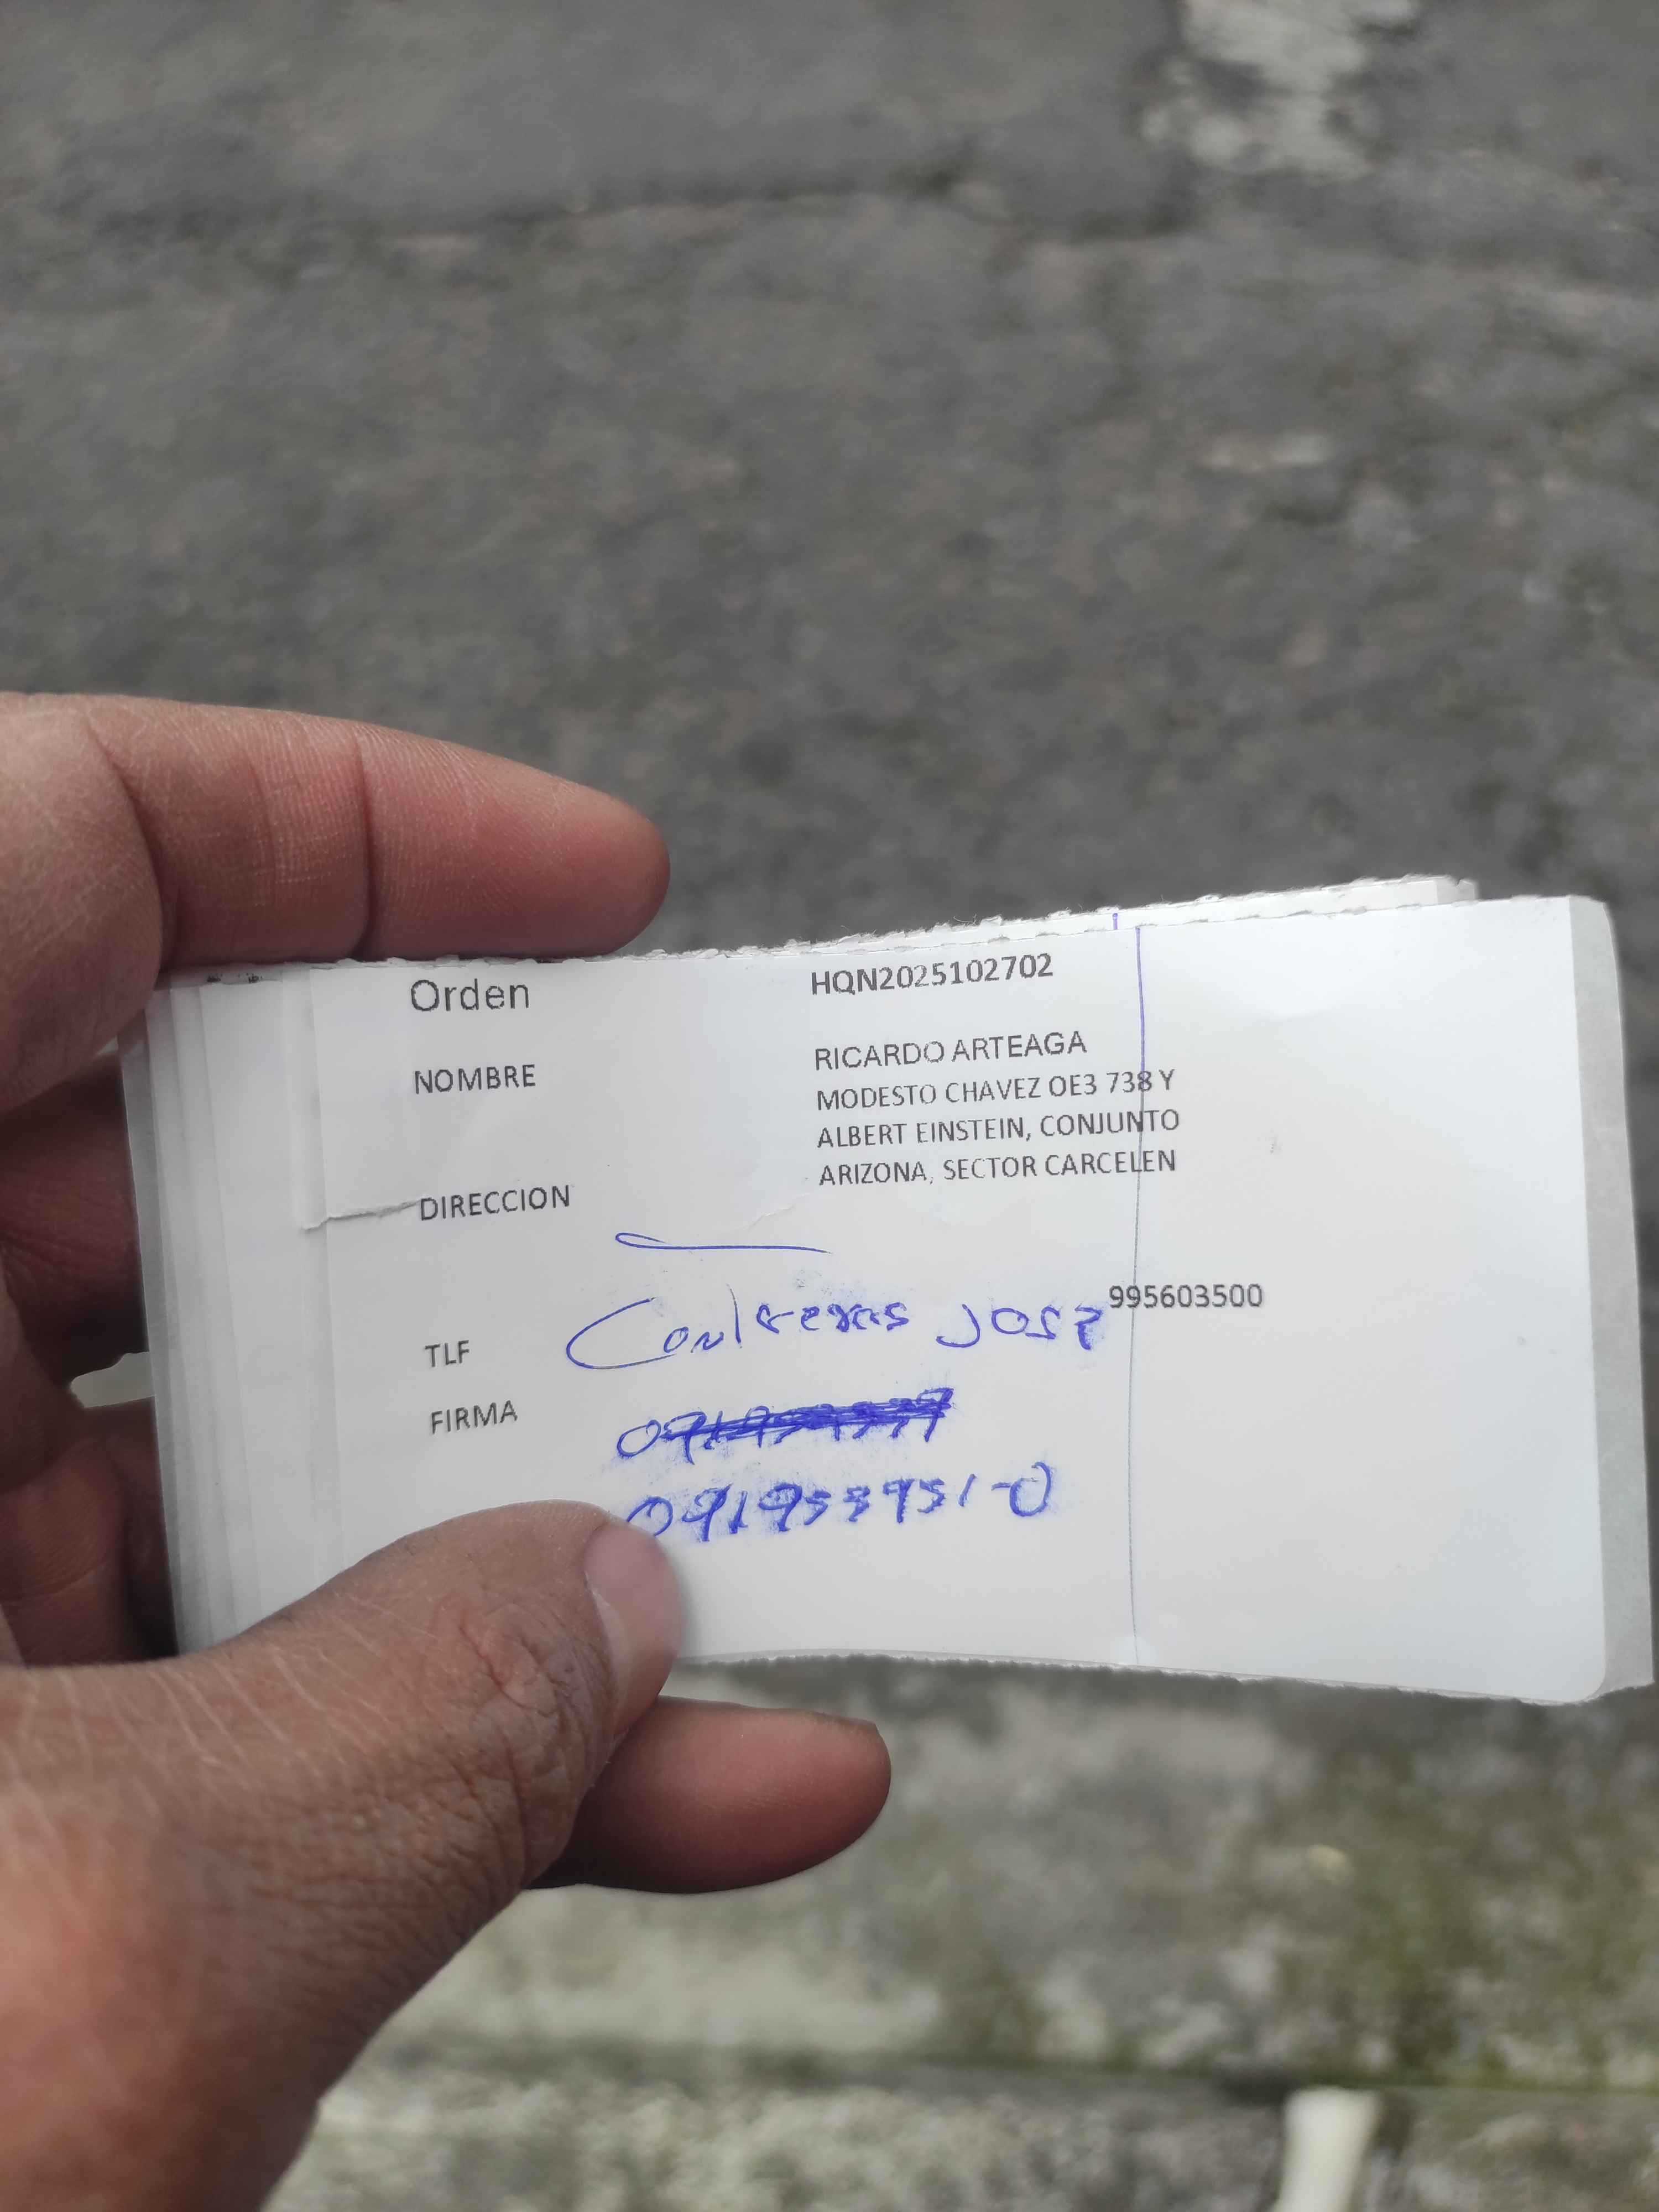 Orden HQN2025102702
NOMBRE RICARDO ARTEAGA
MODESTO CHAVEZ OE3 738 Y
ALBERT EINSTEIN, CONJUNTO
ARIZONA, SECTOR CARCELEN
DIRECCION
995603500
TLF Contreras Jose
FIRMA
091953951-0